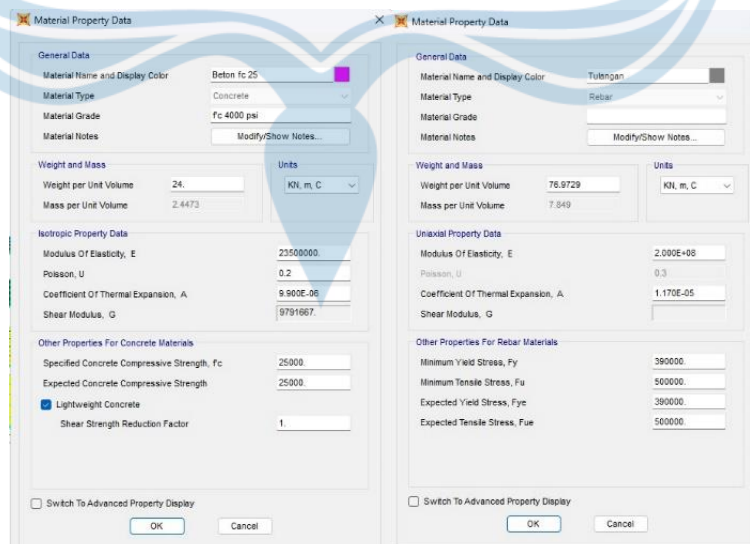 Material Property Data
General Data
Material Name and Display Color Beton fc 25
Material Type Concrete
Material Grade f'c 4000 psi
Material Notes Modify/Show Notes...
Weight and Mass Units
Weight per Unit Volume 24. KN, m, C
Mass per Unit Volume 2.4473
Isotropic Property Data
Modulus Of Elasticity, E 23500000.
Poisson, U 0.2
Coefficient Of Thermal Expansion, A 9.900E-06
Shear Modulus, G 9791667.
Other Properties For Concrete Materials
Specified Concrete Compressive Strength, f'c 25000.
Expected Concrete Compressive Strength 25000.
Lightweight Concrete
Shear Strength Reduction Factor 1.
Switch To Advanced Property Display
OK Cancel
Material Property Data
General Data
Material Name and Display Color Tulangan
Material Type Rebar
Material Grade
Material Notes Modify/Show Notes...
Weight and Mass Units
Weight per Unit Volume 76.9729 KN, m, C
Mass per Unit Volume 7.849
Uniaxial Property Data
Modulus Of Elasticity, E 2.000E+08
Poisson, U 0.3
Coefficient Of Thermal Expansion, A 1.170E-05
Shear Modulus, G
Other Properties For Rebar Materials
Minimum Yield Stress, Fy 390000.
Minimum Tensile Stress, Fu 500000.
Expected Yield Stress, Fye 390000.
Expected Tensile Stress, Fue 500000.
Switch To Advanced Property Display
OK Cancel